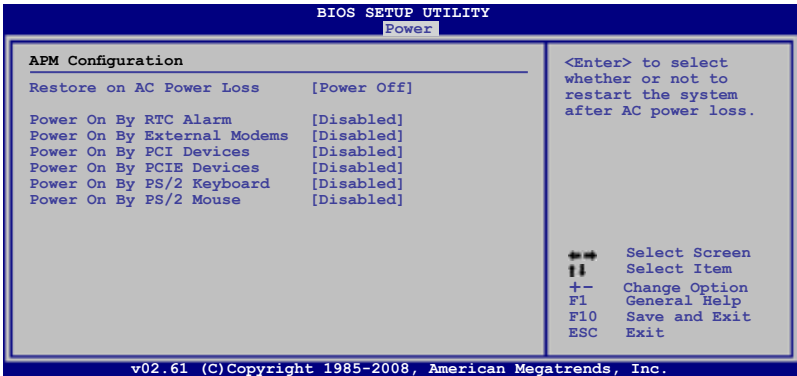 BIOS SETUP UTILITY
Power
APM Configuration
Restore on AC Power Loss [Power Off]
Power On By RTC Alarm [Disabled]
Power On By External Modems [Disabled]
Power On By PCI Devices [Disabled]
Power On By PCIE Devices [Disabled]
Power On By PS/2 Keyboard [Disabled]
Power On By PS/2 Mouse [Disabled]
<Enter> to select
whether or not to
restart the system
after AC power loss.
←→ Select Screen
↑↓ Select Item
+- Change Option
F1 General Help
F10 Save and Exit
ESC Exit
v02.61 (C)Copyright 1985-2008, American Megatrends, Inc.